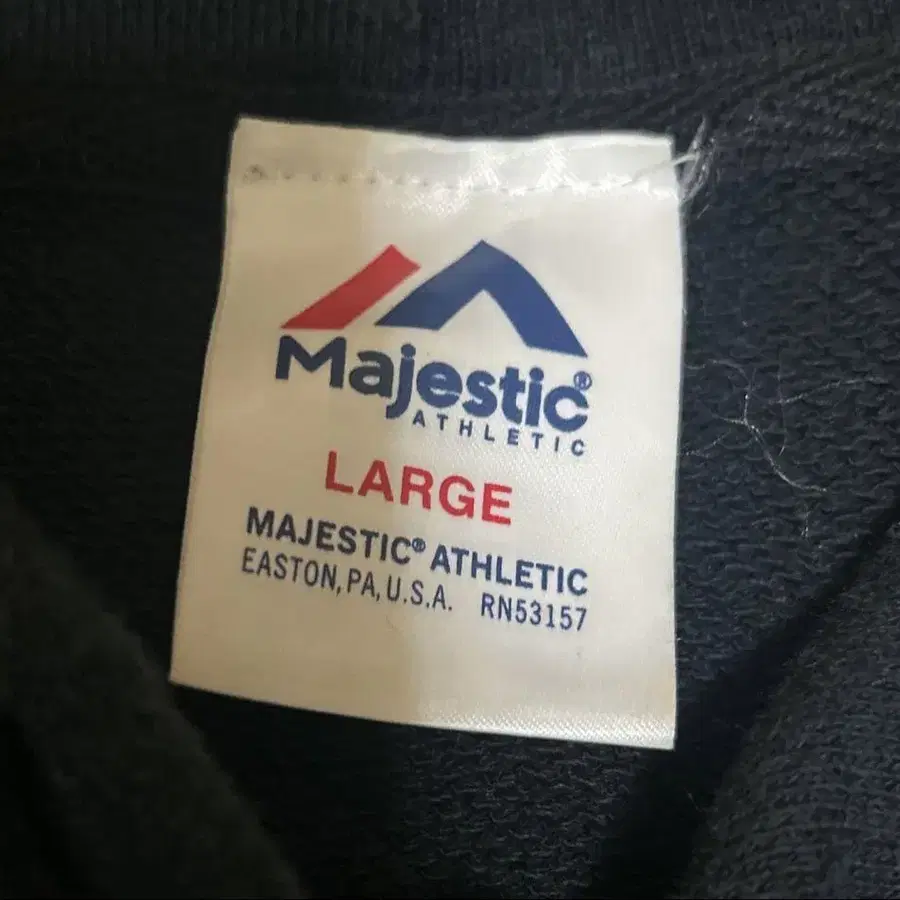 Majestic®
ATHLETIC
LARGE
MAJESTIC® ATHLETIC
EASTON, PA, U.S.A. RN53157